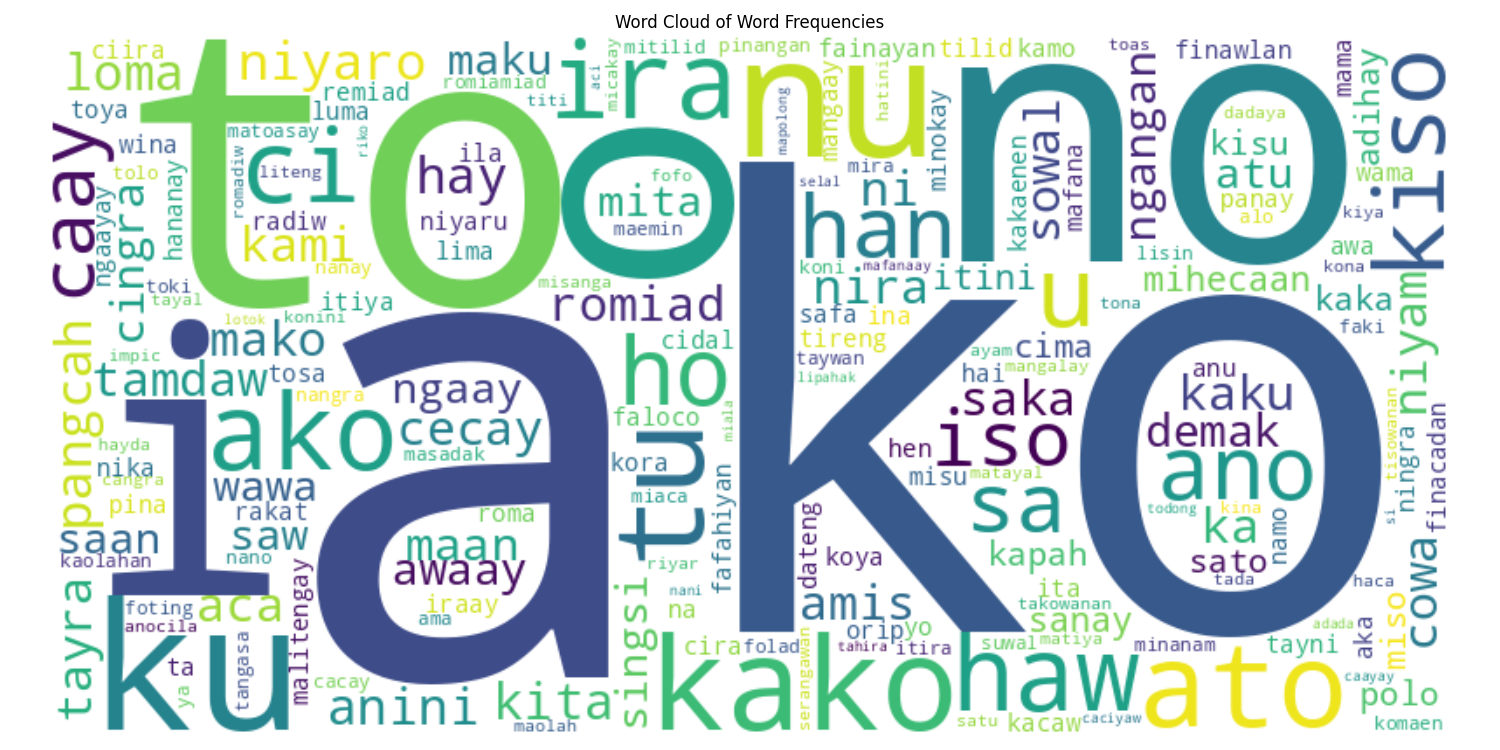 Word Cloud of Word Frequencies
ciira
loma
niyaro
maku
romiamiad
titi
ira
aci
micakay
mitilid
pinangan
fainayan
tilid
kamo
toas
finawlan
mama
toya
to
remiad
luma
matoasay
riko
nu
mangaay
hatini
mapolong
no
dadaya
kisu
atu
panay
alo
ngangan
adihay
kiso
caay
wina
tolo
ngaayay
cingra
hananay
romadiw
ci
liteng
radiw
kami
nanay
ila
hay
niyaru
lima
o
fofo
mita
maemin
selal
mira
ni
minokay
han
kakaenen
sowal
mafana
wama
kiya
awa
kona
lisin
toki
tayal
lotok
konini
itiya
misanga
romiad
koni
mafanaay
nira
itini
u
tona
mihecaan
kaka
faki
niyam
safa
ina
tireng
taywan
lipahak
ayam
cima
mangalay
hai
impic
mako
tamdaw
tosa
nangra
i
a
ko
ho
cidal
faloco
miala
ngaay
cecay
masadak
ako
pangcah
hayda
nika
cangra
pina
wawa
rakat
saw
nano
saan
kaolahan
tu
kora
miaca
riyar
fafahiyan
saka
iso
hen
misu
matayal
sa
anu
kaku
demak
ano
todong
kina
ka
sato
tada
namo
tisowanan
si
ningra
finacadan
roma
maan
awaay
iraay
ama
dateng
koya
kapah
ita
takowanan
sanay
haca
cowa
tayra
foting
anocila
aca
ku
ta
ya
tangasa
malitengay
cacay
anini
kita
maolah
singsi
nani
na
amis
orip
yo
cira
folad
serangawan
tahira
itira
kako
suwal
matiya
haw
satu
kacaw
caciyaw
minanam
ato
tayni
adada
aka
miso
caayay
polo
komaen